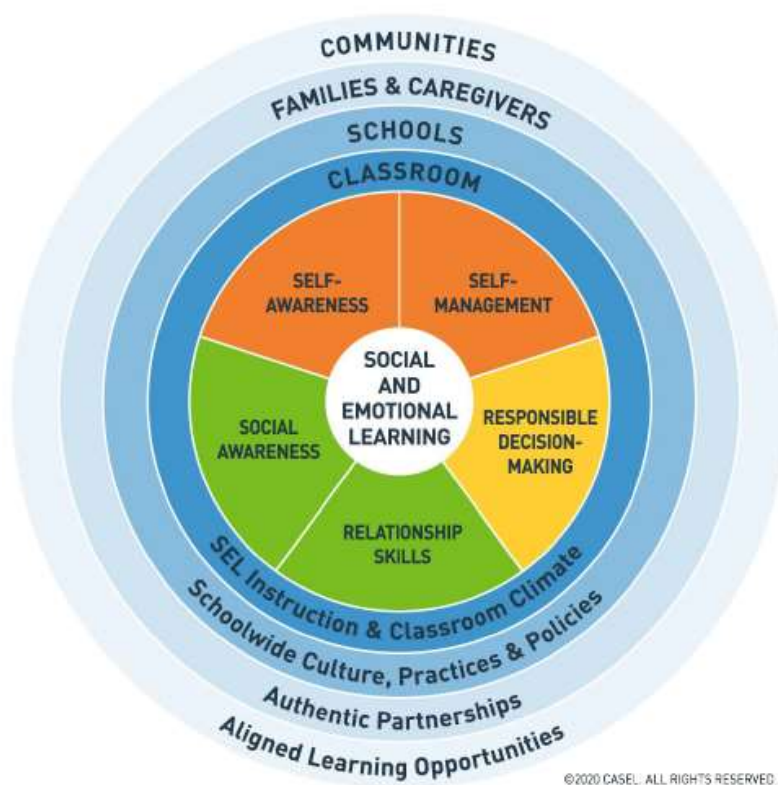 COMMUNITIES
FAMILIES & CAREGIVERS
SCHOOLS
CLASSROOM
SELF-
AWARENESS
SELF-
MANAGEMENT
SOCIAL
AND
EMOTIONAL
LEARNING
SOCIAL
AWARENESS
RESPONSIBLE
DECISION-
MAKING
RELATIONSHIP
SKILLS
SEL Instruction & Classroom Climate
Schoolwide Culture, Practices & Policies
Authentic Partnerships
Aligned Learning Opportunities
©2020 CASEL. ALL RIGHTS RESERVED.